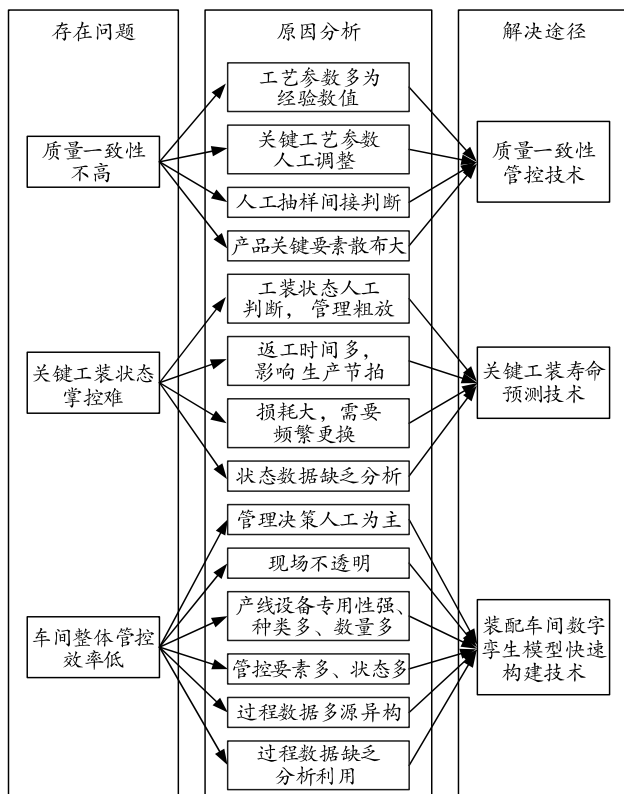 存在问题
原因分析
解决途径
工艺参数多为
经验数值
关键工艺参数
人工调整
质量一致性
不高
人工抽样间接判断
产品关键要素散布大
质量一致性
管控技术
工装状态人工
判断，管理粗放
返工时间多，
影响生产节拍
关键工装状态
掌控难
损耗大，需要
频繁更换
状态数据缺乏分析
关键工装寿命
预测技术
管理决策人工为主
现场不透明
产线设备专用性强、
种类多、数量多
车间整体管控
效率低
管控要素多、状态多
过程数据多源异构
过程数据缺乏
分析利用
装配车间数字
孪生模型快速
构建技术